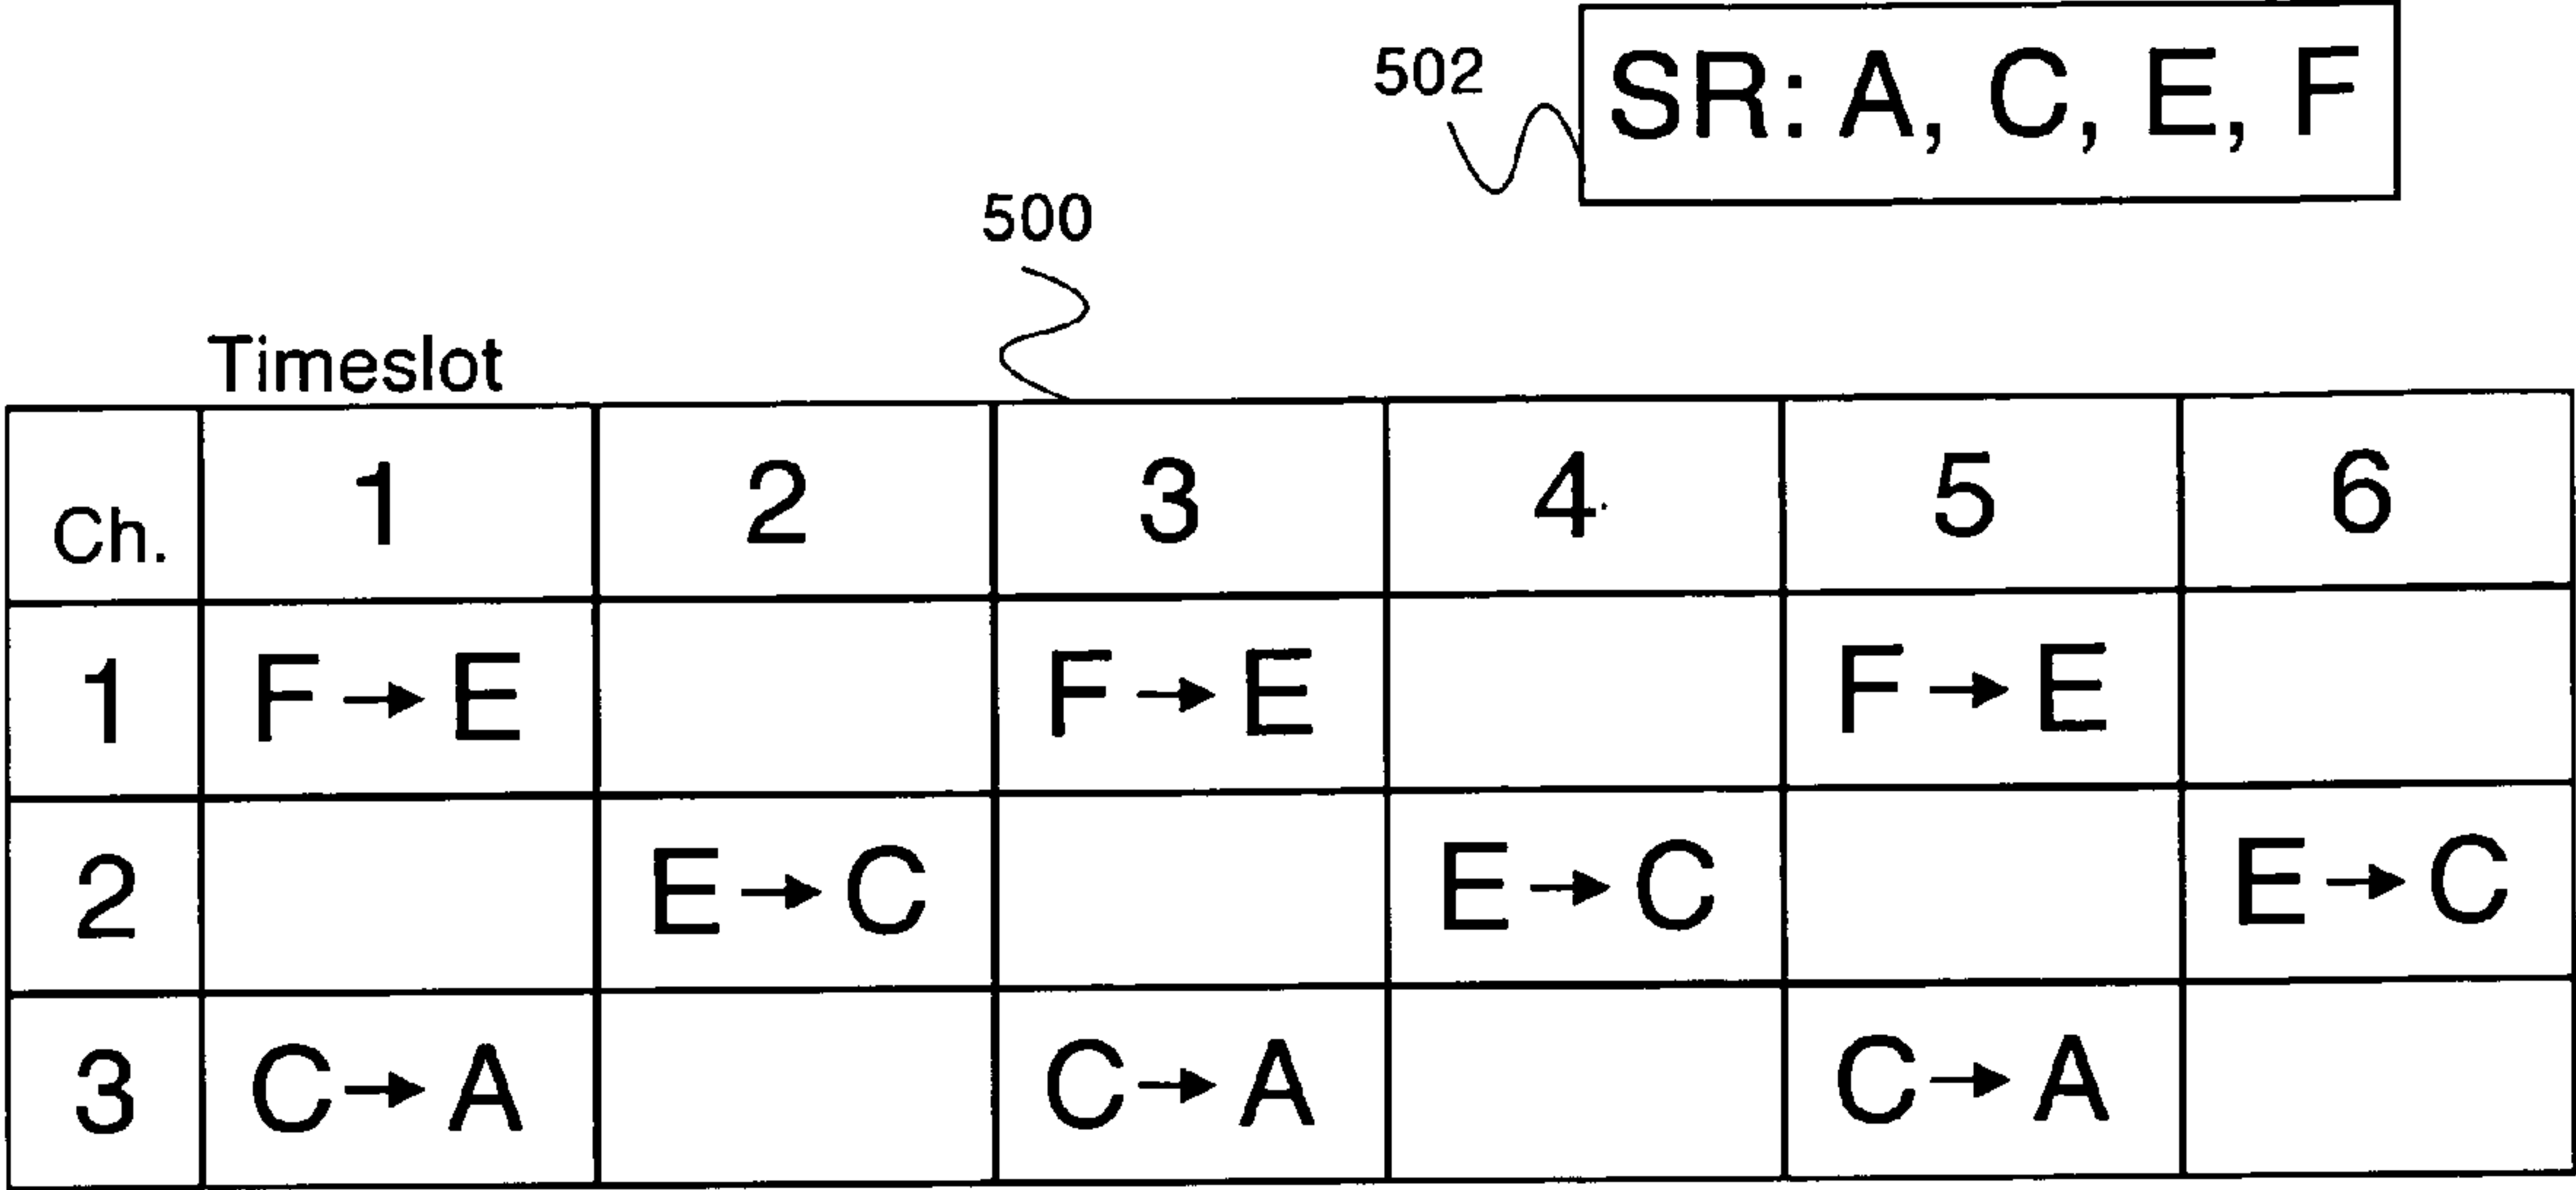 502 SR: A, C, E, F
500
Timeslot
Ch. 1 2 3 4 5 6
1 F → E F → E F → E
2 E → C E → C E → C
3 C → A C → A C → A